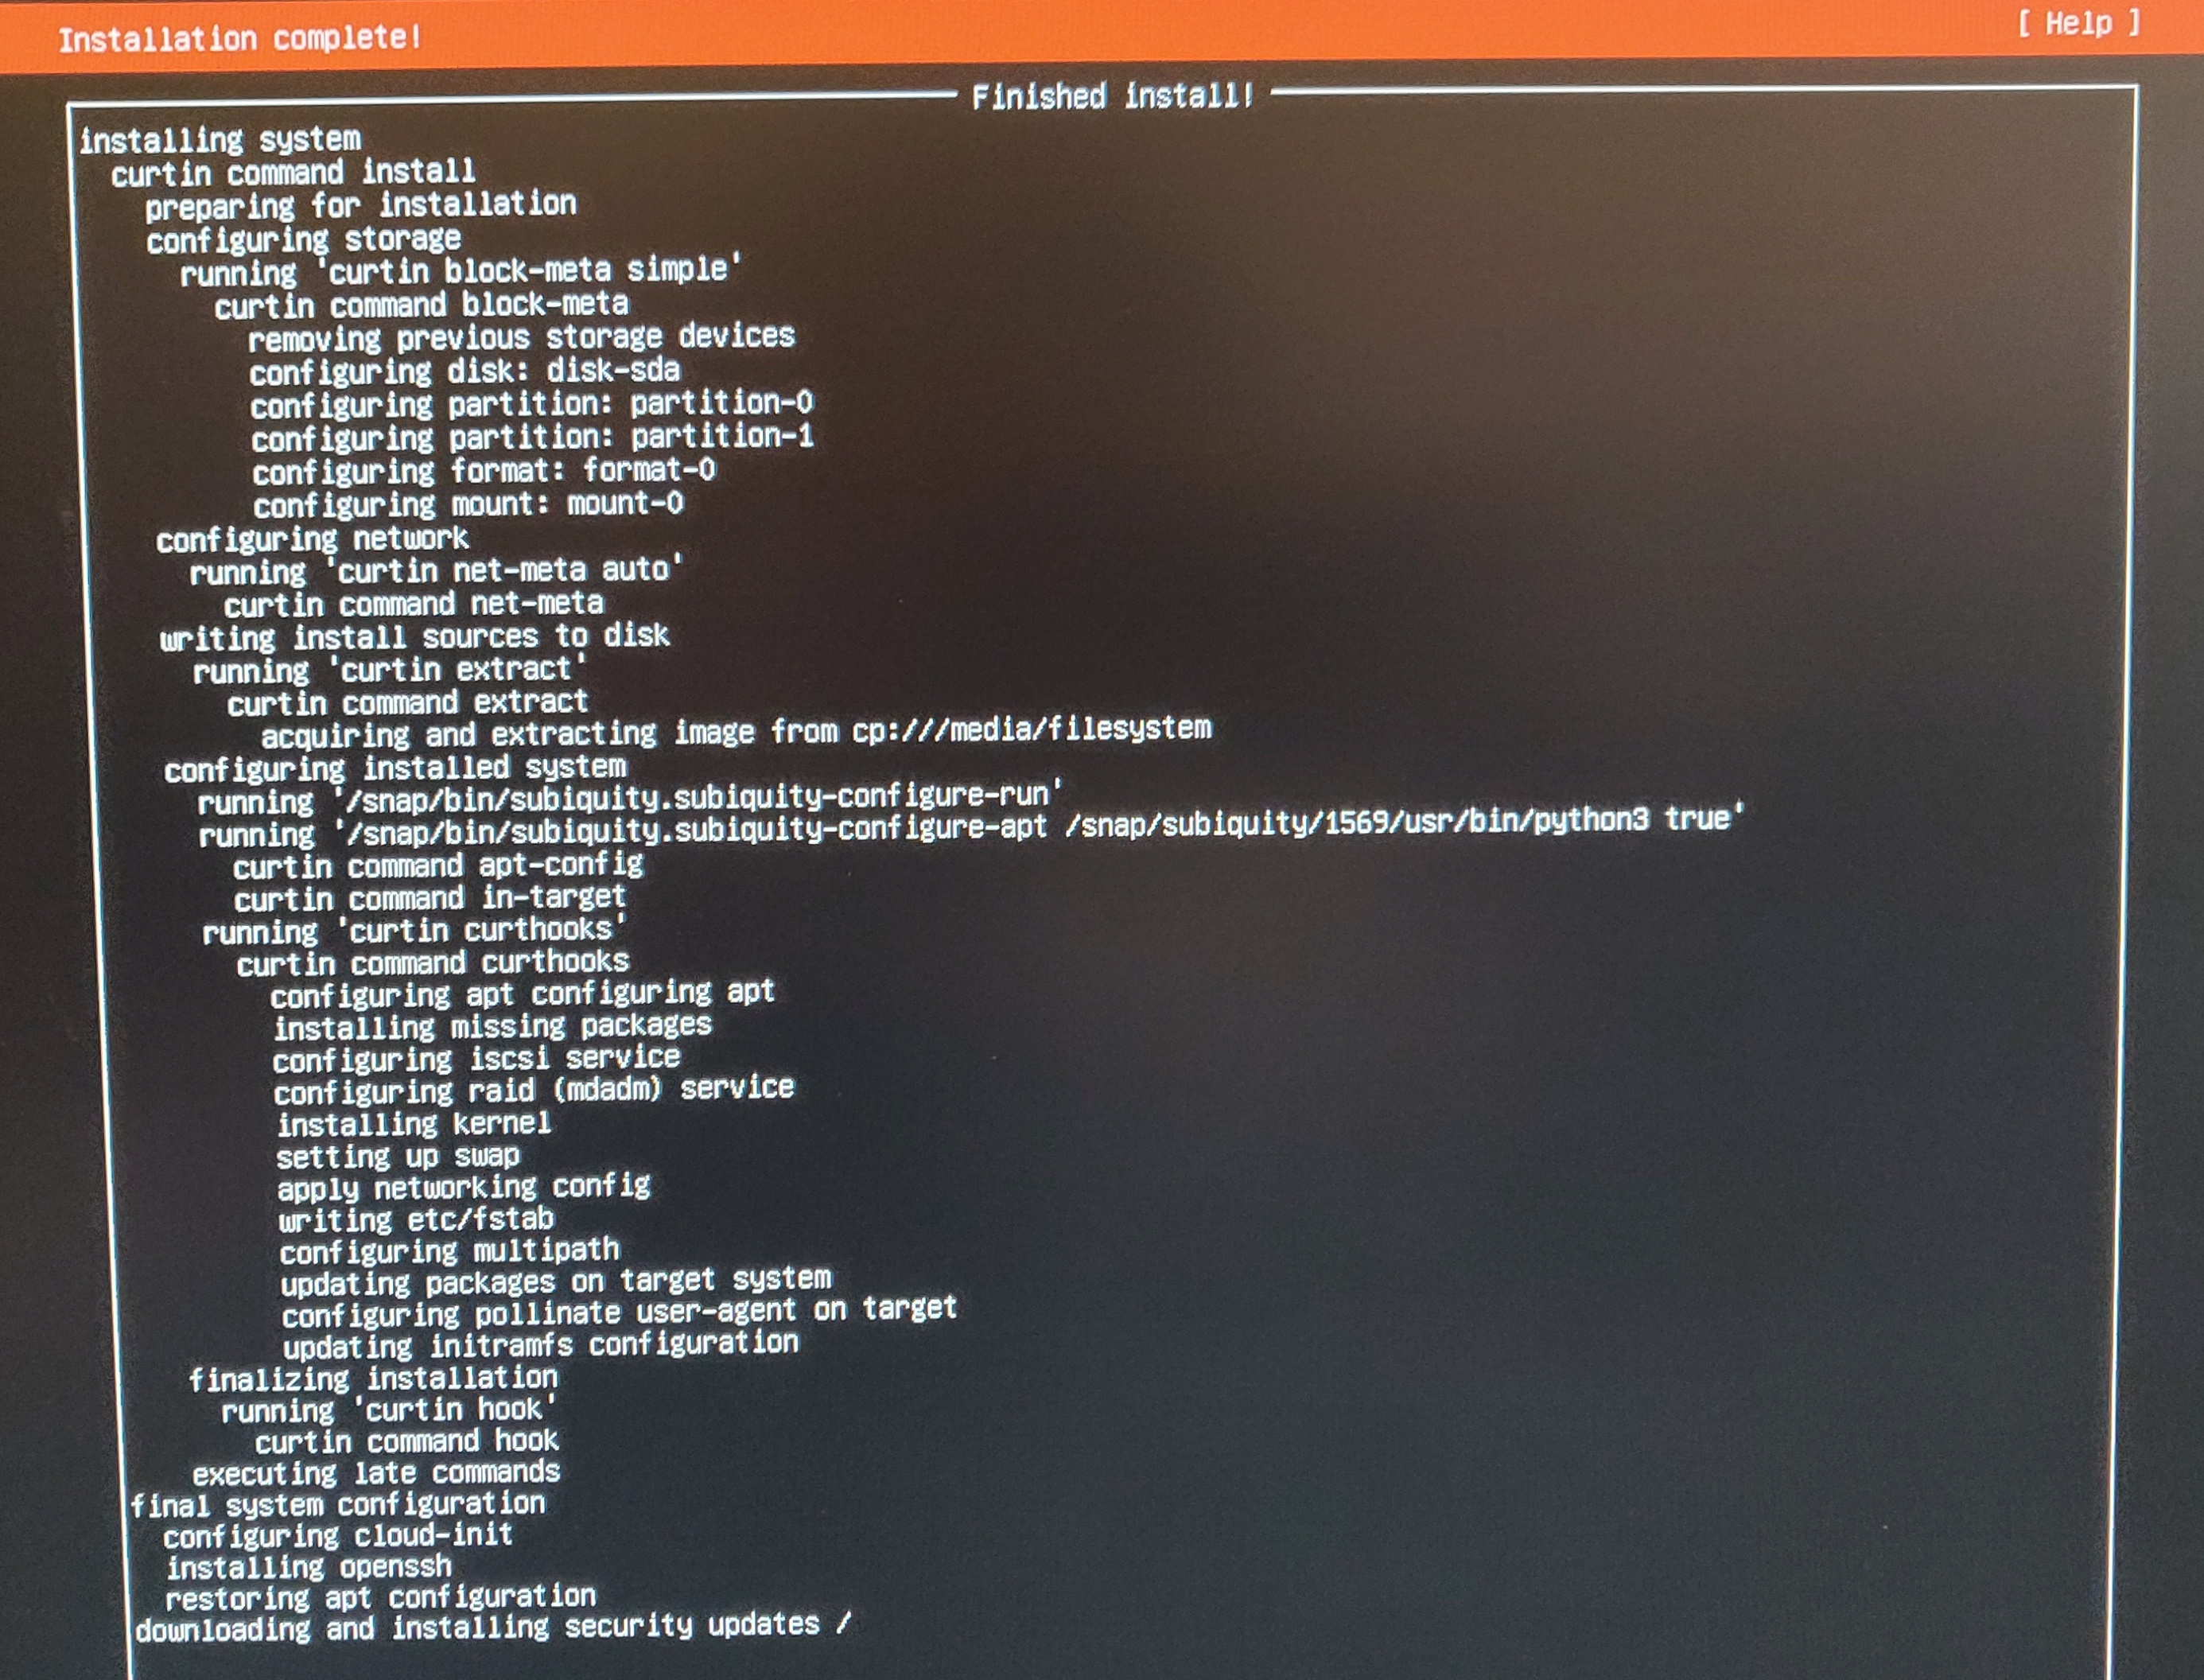 Installation complete!
[ Help ]
Finished install!
installing system
curtin command install
preparing for installation
configuring storage
running 'curtin block-meta simple'
curtin command block-meta
removing previous storage devices
configuring disk: disk-sda
configuring partition: partition-0
configuring partition: partition-1
configuring format: format-0
configuring mount: mount-0
configuring network
running 'curtin net-meta auto'
curtin command net-meta
writing install sources to disk
running 'curtin extract'
curtin command extract
acquiring and extracting image from cp:///media/filesystem
configuring installed system
running '/snap/bin/subiquity.subiquity-configure-run'
running '/snap/bin/subiquity.subiquity-configure-apt /snap/subiquity/1569/usr/bin/python3 true'
curtin command apt-config
curtin command in-target
running 'curtin curthooks'
curtin command curthooks
configuring apt configuring apt
installing missing packages
configuring iscsi service
configuring raid (mdadm) service
installing kernel
setting up swap
apply networking config
writing etc/fstab
configuring multipath
updating packages on target system
configuring pollinate user-agent on target
updating initramfs configuration
finalizing installation
running 'curtin hook'
curtin command hook
executing late commands
final system configuration
configuring cloud-init
installing openssh
restoring apt configuration
downloading and installing security updates /